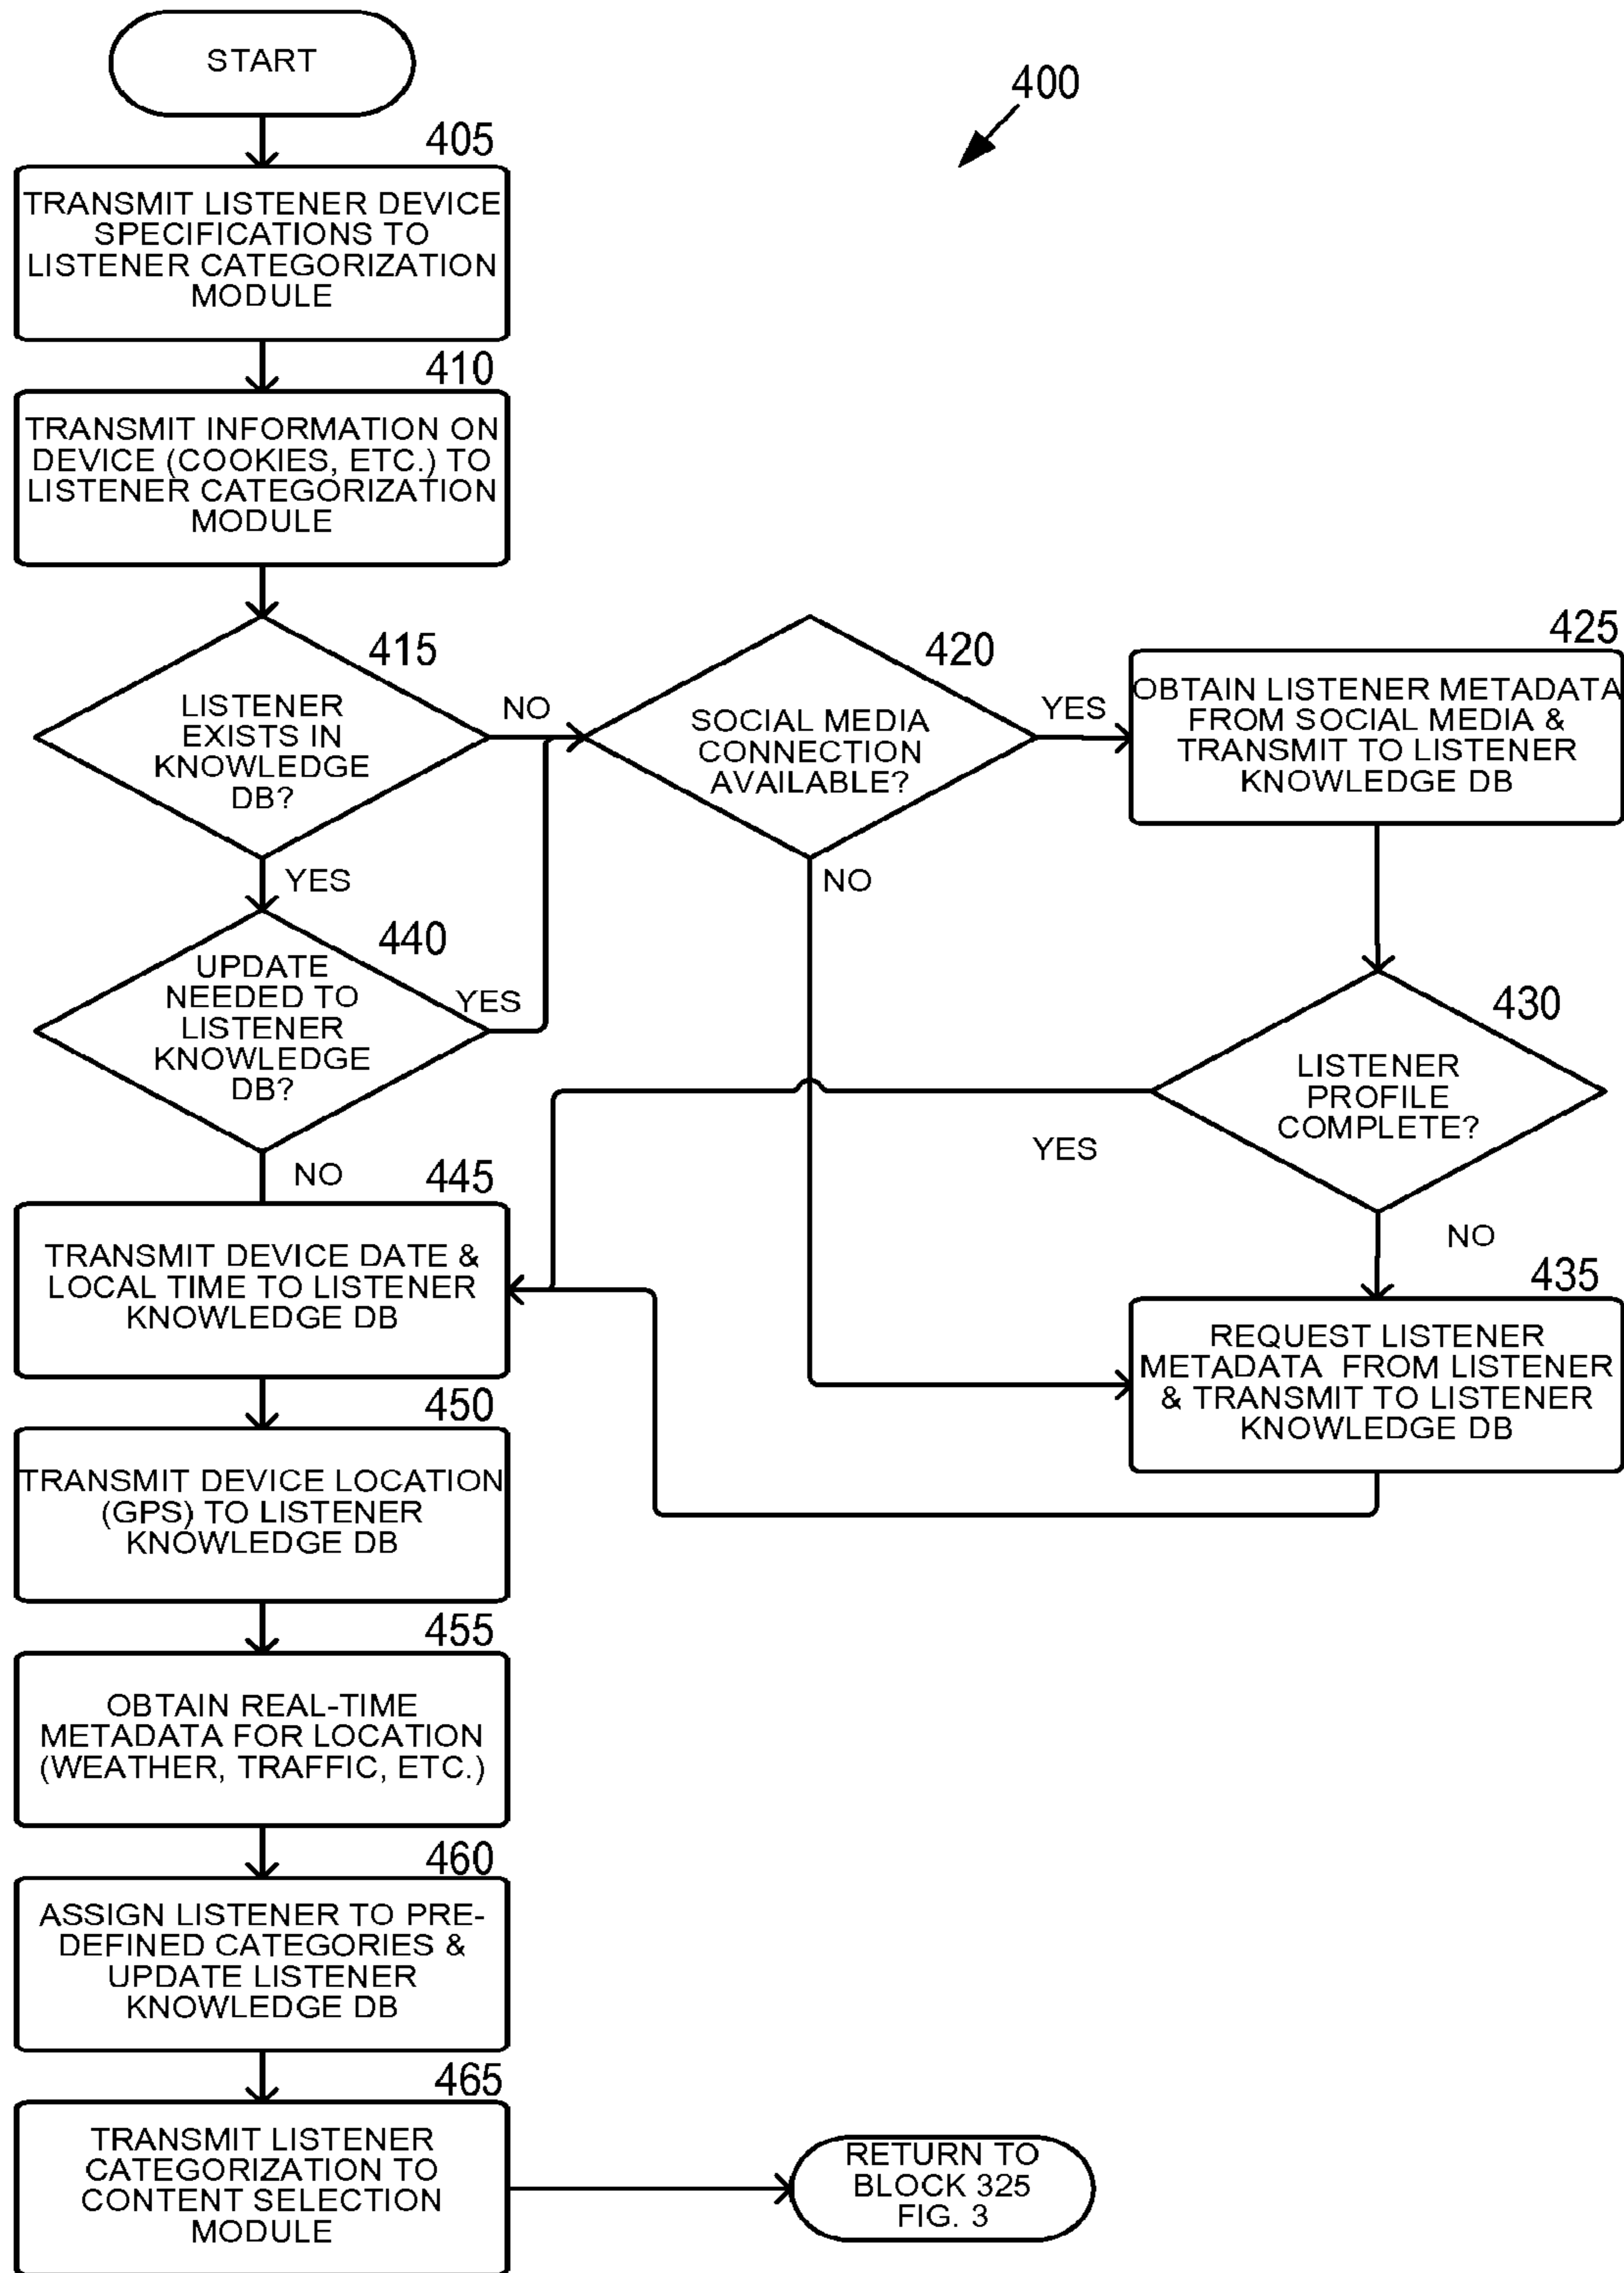 START
400
405
TRANSMIT LISTENER DEVICE
SPECIFICATIONS TO
LISTENER CATEGORIZATION
MODULE
410
TRANSMIT INFORMATION ON
DEVICE (COOKIES, ETC.) TO
LISTENER CATEGORIZATION
MODULE
415
LISTENER
EXISTS IN
KNOWLEDGE
DB?
NO
YES
420
SOCIAL MEDIA
CONNECTION
AVAILABLE?
YES
NO
425
OBTAIN LISTENER METADATA
FROM SOCIAL MEDIA &
TRANSMIT TO LISTENER
KNOWLEDGE DB
440
UPDATE
NEEDED TO
LISTENER
KNOWLEDGE
DB?
YES
NO
430
LISTENER
PROFILE
COMPLETE?
YES
NO
435
REQUEST LISTENER
METADATA FROM LISTENER
& TRANSMIT TO LISTENER
KNOWLEDGE DB
445
TRANSMIT DEVICE DATE &
LOCAL TIME TO LISTENER
KNOWLEDGE DB
450
TRANSMIT DEVICE LOCATION
(GPS) TO LISTENER
KNOWLEDGE DB
455
OBTAIN REAL-TIME
METADATA FOR LOCATION
(WEATHER, TRAFFIC, ETC.)
460
ASSIGN LISTENER TO PRE-
DEFINED CATEGORIES &
UPDATE LISTENER
KNOWLEDGE DB
465
TRANSMIT LISTENER
CATEGORIZATION TO
CONTENT SELECTION
MODULE
RETURN TO
BLOCK 325
FIG. 3